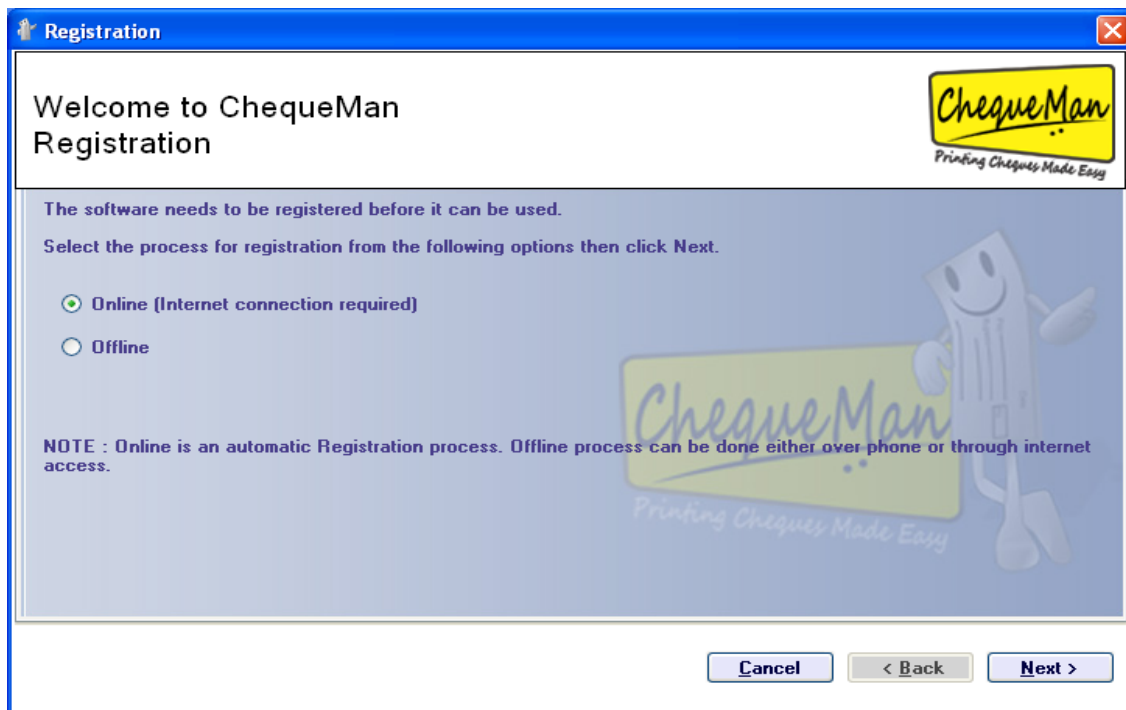 Registration
Welcome to ChequeMan
Registration
ChequeMan
Printing Cheques Made Easy
The software needs to be registered before it can be used.
Select the process for registration from the following options then click Next.
Online (Internet connection required)
Offline
ChequeMan
NOTE : Online is an automatic Registration process. Offline process can be done either over phone or through internet
access.
Printing Cheques Made Easy
Cancel
< Back
Next >